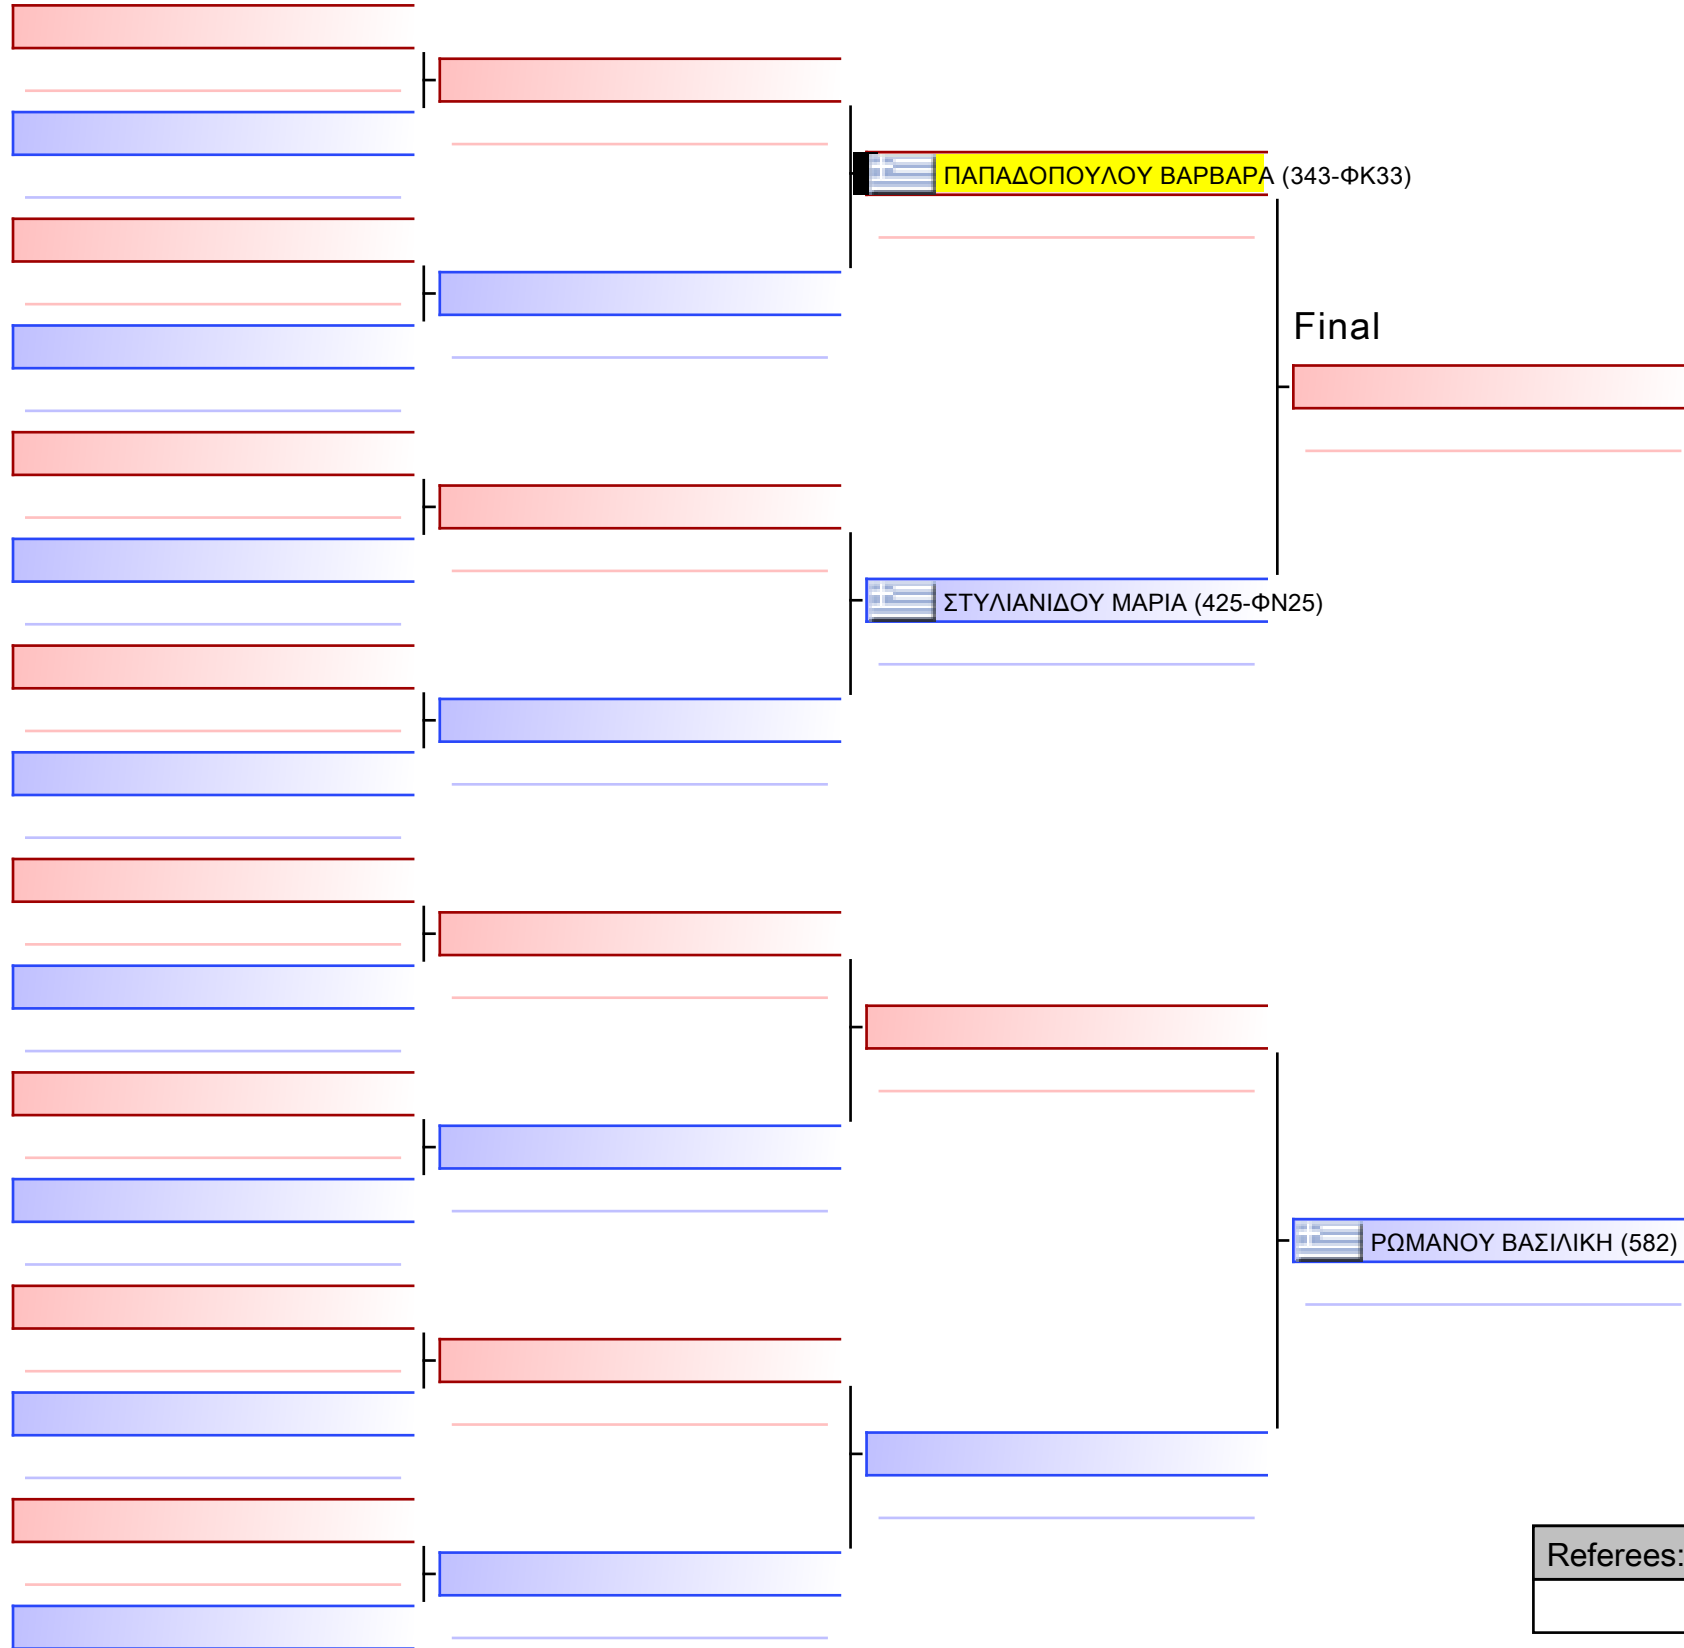 ΠΑΠΑΔΟΠΟΥΛΟΥ ΒΑΡΒΑΡΑ (343-ΦΚ33)
Final
ΣΤΥΛΙΑΝΙΔΟΥ ΜΑΡΙΑ (425-ΦΝ25)
ΡΩΜΑΝΟΥ ΒΑΣΙΛΙΚΗ (582)
Referees: